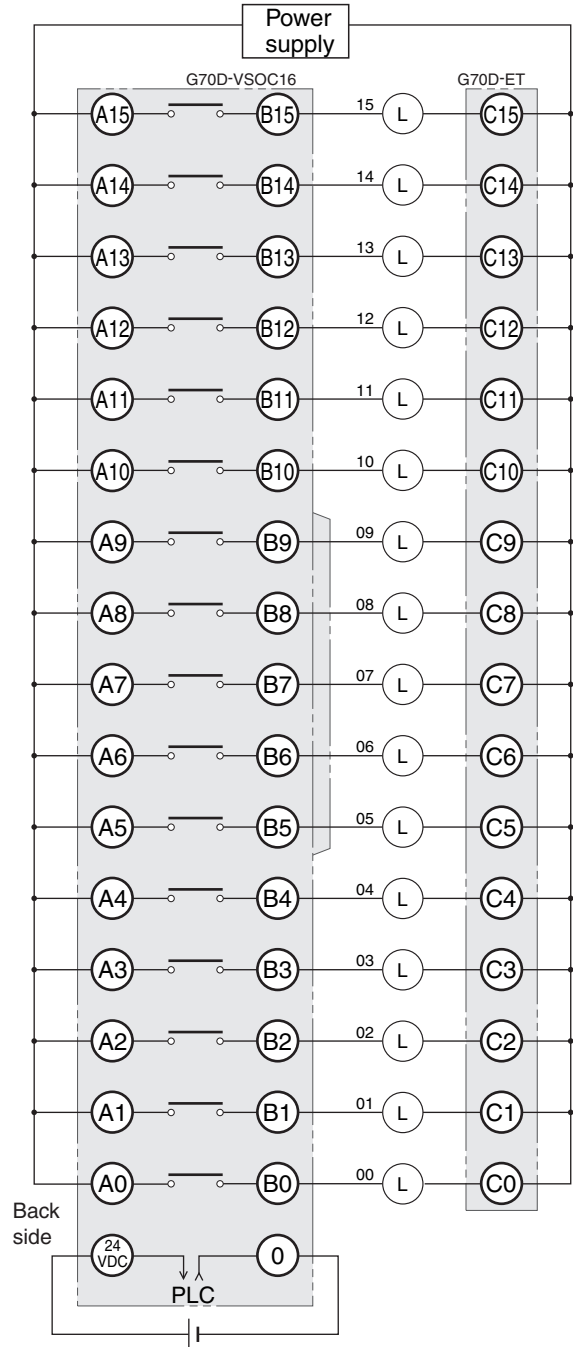 Power
supply
G70D-VSOC16 G70D-ET
A15 B15 15 L C15
A14 B14 14 L C14
A13 B13 13 L C13
A12 B12 12 L C12
A11 B11 11 L C11
A10 B10 10 L C10
A9 B9 09 L C9
A8 B8 08 L C8
A7 B7 07 L C7
A6 B6 06 L C6
A5 B5 05 L C5
A4 B4 04 L C4
A3 B3 03 L C3
A2 B2 02 L C2
A1 B1 01 L C1
A0 B0 00 L C0
Back
side
24
VDC
0
PLC